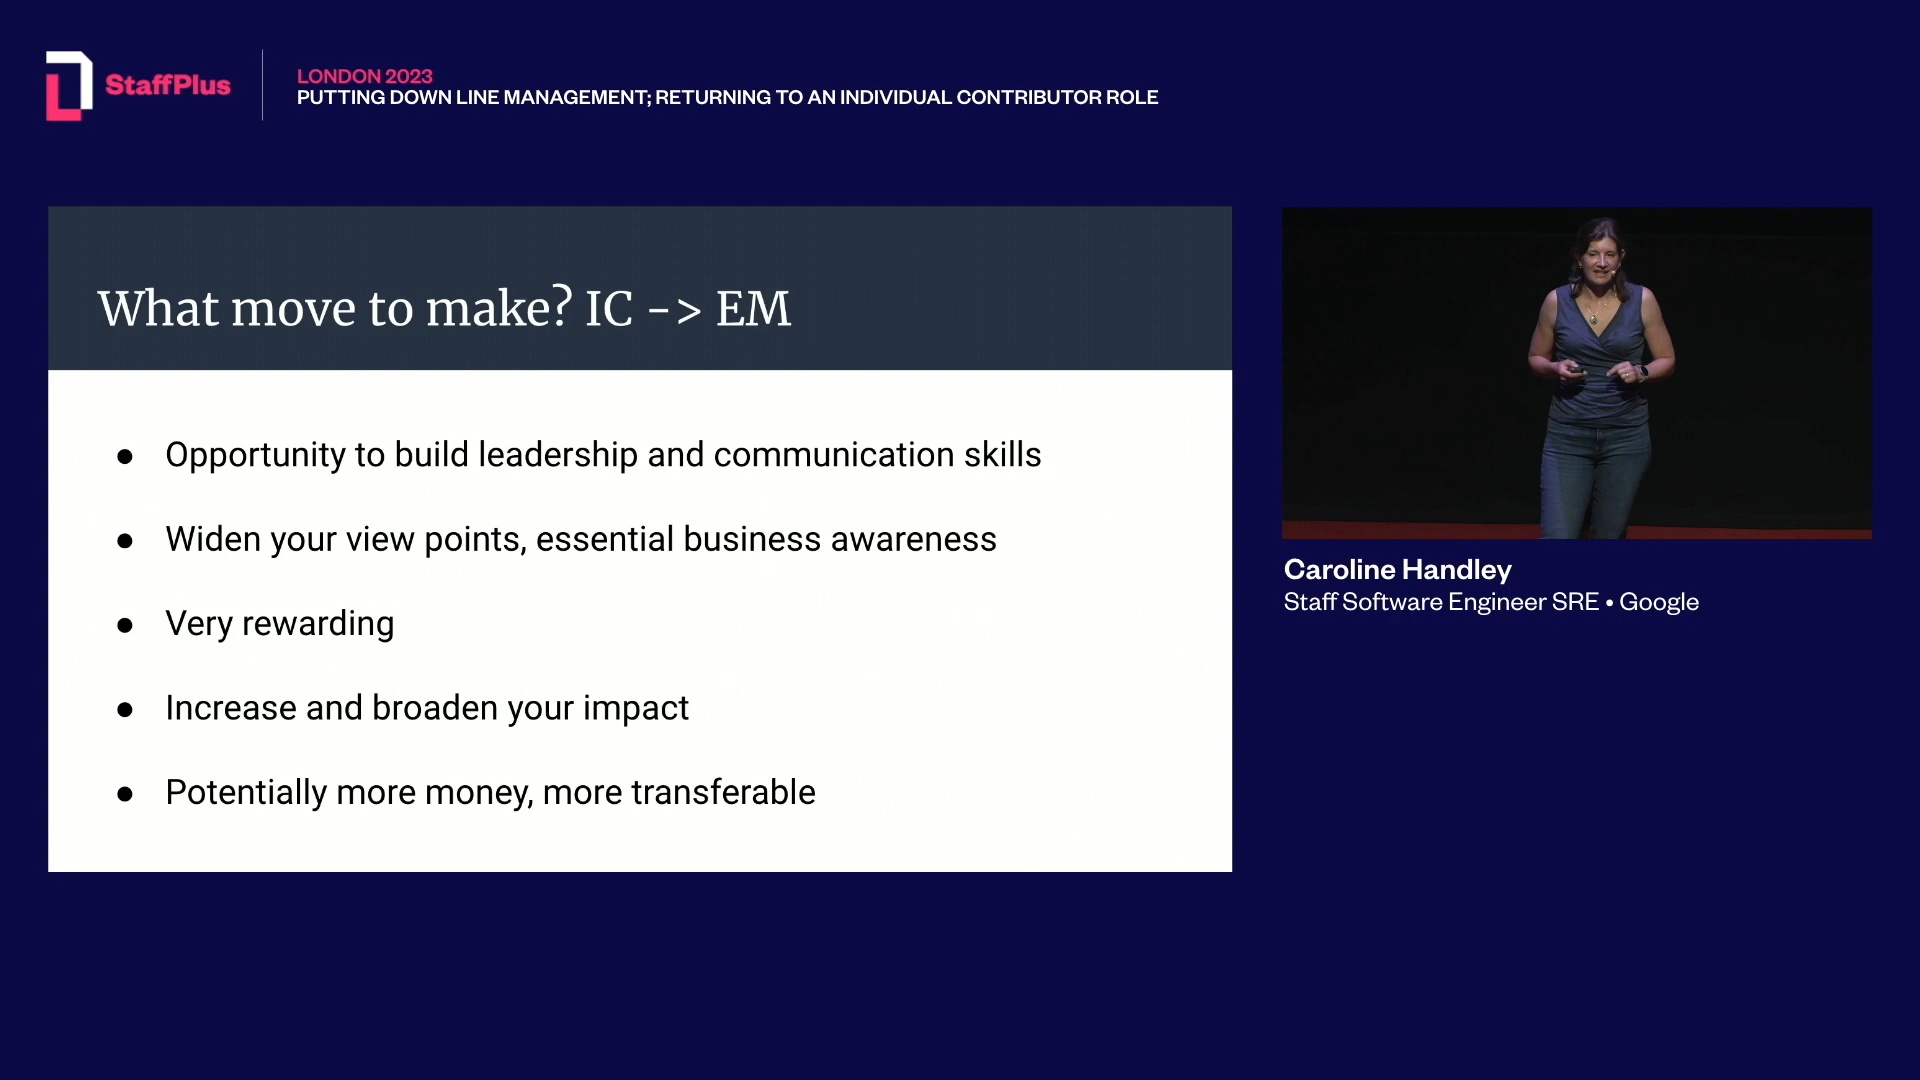 StaffPlus
LONDON 2023
PUTTING DOWN LINE MANAGEMENT; RETURNING TO AN INDIVIDUAL CONTRIBUTOR ROLE
What move to make? IC -> EM
● Opportunity to build leadership and communication skills
● Widen your view points, essential business awareness
● Very rewarding
● Increase and broaden your impact
● Potentially more money, more transferable
Caroline Handley
Staff Software Engineer SRE • Google